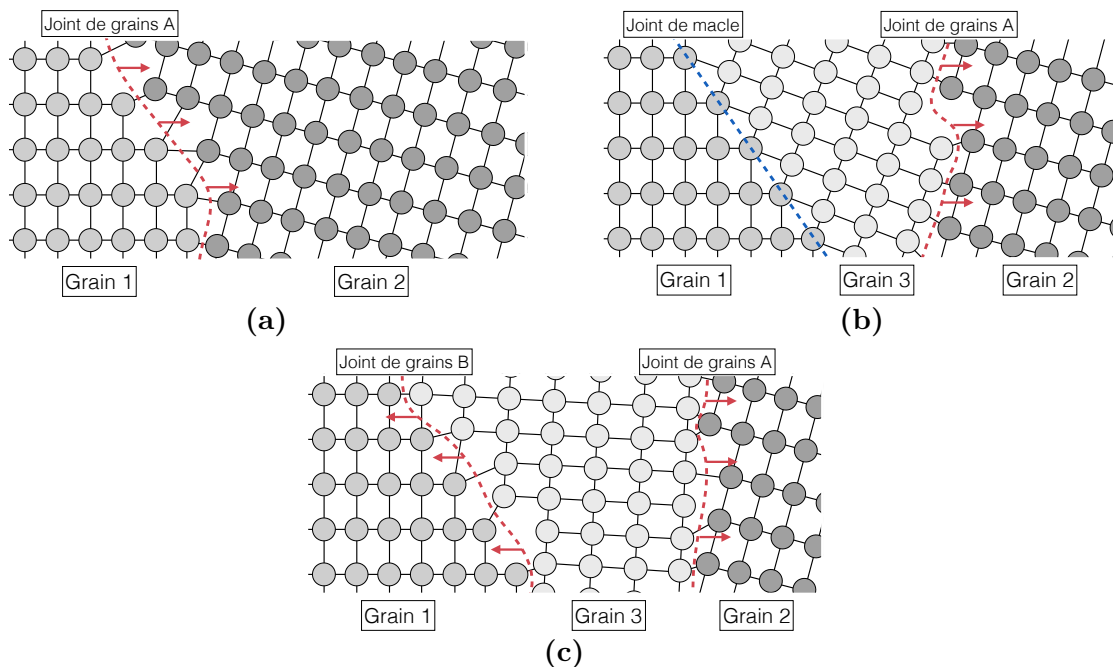 Joint de grains A
Grain 1
Grain 2
(a)
Joint de macle
Joint de grains A
Grain 1
Grain 3
Grain 2
(b)
Joint de grains B
Joint de grains A
Grain 1
Grain 3
Grain 2
(c)